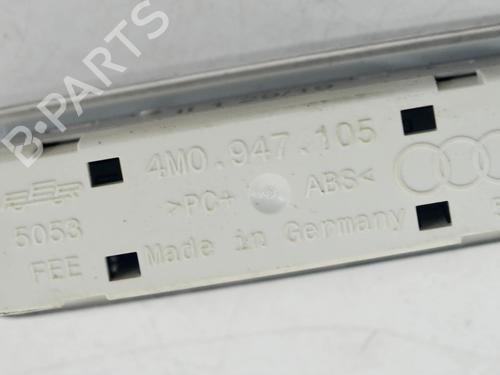 B-PARTS
4M0.947.105
>PC+ ABS<
5053
FEE
Made in Germany